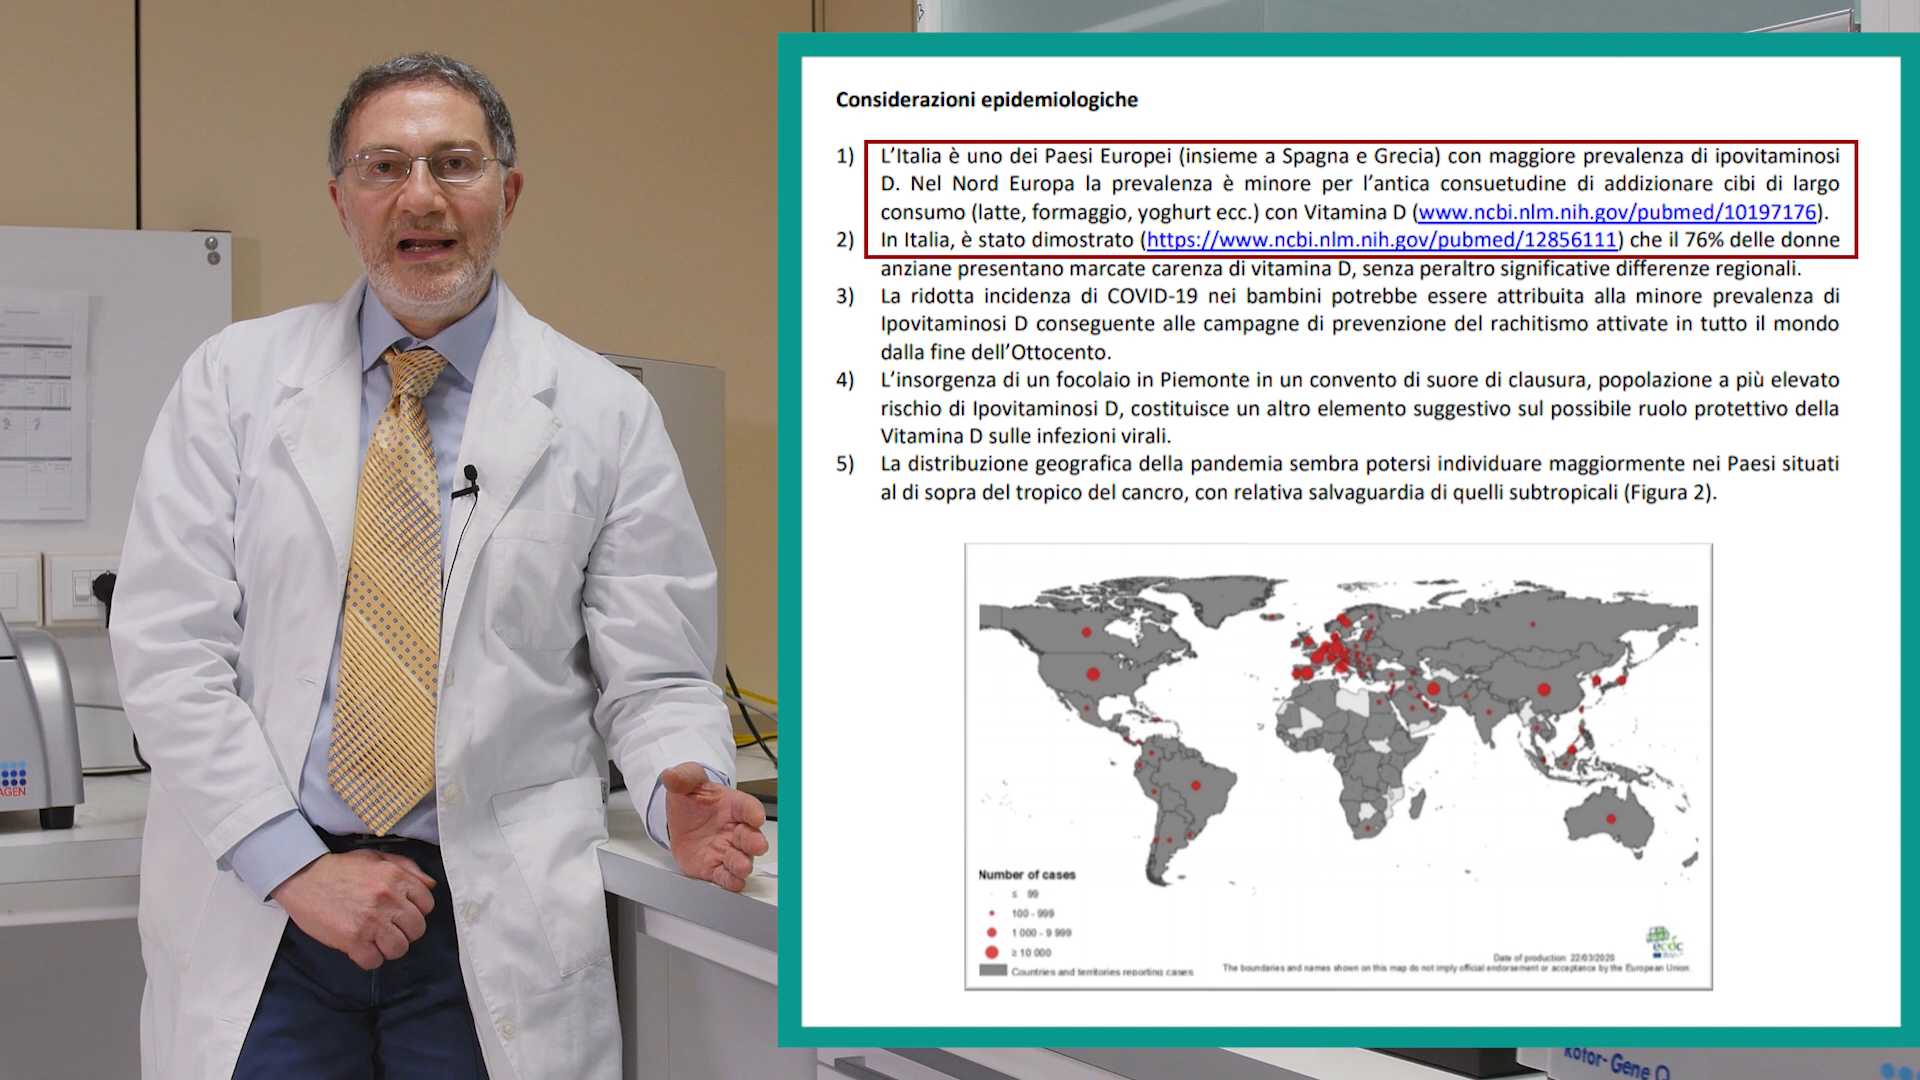 Considerazioni epidemiologiche
1) L’Italia è uno dei Paesi Europei (insieme a Spagna e Grecia) con maggiore prevalenza di ipovitaminosi
D. Nel Nord Europa la prevalenza è minore per l’antica consuetudine di addizionare cibi di largo
consumo (latte, formaggio, yoghurt ecc.) con Vitamina D (www.ncbi.nlm.nih.gov/pubmed/10197176).
2) In Italia, è stato dimostrato (https://www.ncbi.nlm.nih.gov/pubmed/12856111) che il 76% delle donne
anziane presentano marcate carenza di vitamina D, senza peraltro significative differenze regionali.
3) La ridotta incidenza di COVID-19 nei bambini potrebbe essere attribuita alla minore prevalenza di
Ipovitaminosi D conseguente alle campagne di prevenzione del rachitismo attivate in tutto il mondo
dalla fine dell’Ottocento.
4) L’insorgenza di un focolaio in Piemonte in un convento di suore di clausura, popolazione a più elevato
rischio di Ipovitaminosi D, costituisce un altro elemento suggestivo sul possibile ruolo protettivo della
Vitamina D sulle infezioni virali.
5) La distribuzione geografica della pandemia sembra potersi individuare maggiormente nei Paesi situati
al di sopra del tropico del cancro, con relativa salvaguardia di quelli subtropicali (Figura 2).
Number of cases
≤ 99
100 - 999
1 000 - 9 999
≥ 10 000
Countries and territories reporting cases
ecdc
Date of production: 22/03/2020
The boundaries and names shown on this map do not imply official endorsement or acceptance by the European Union.
AGEN
Rotor-Gene Q